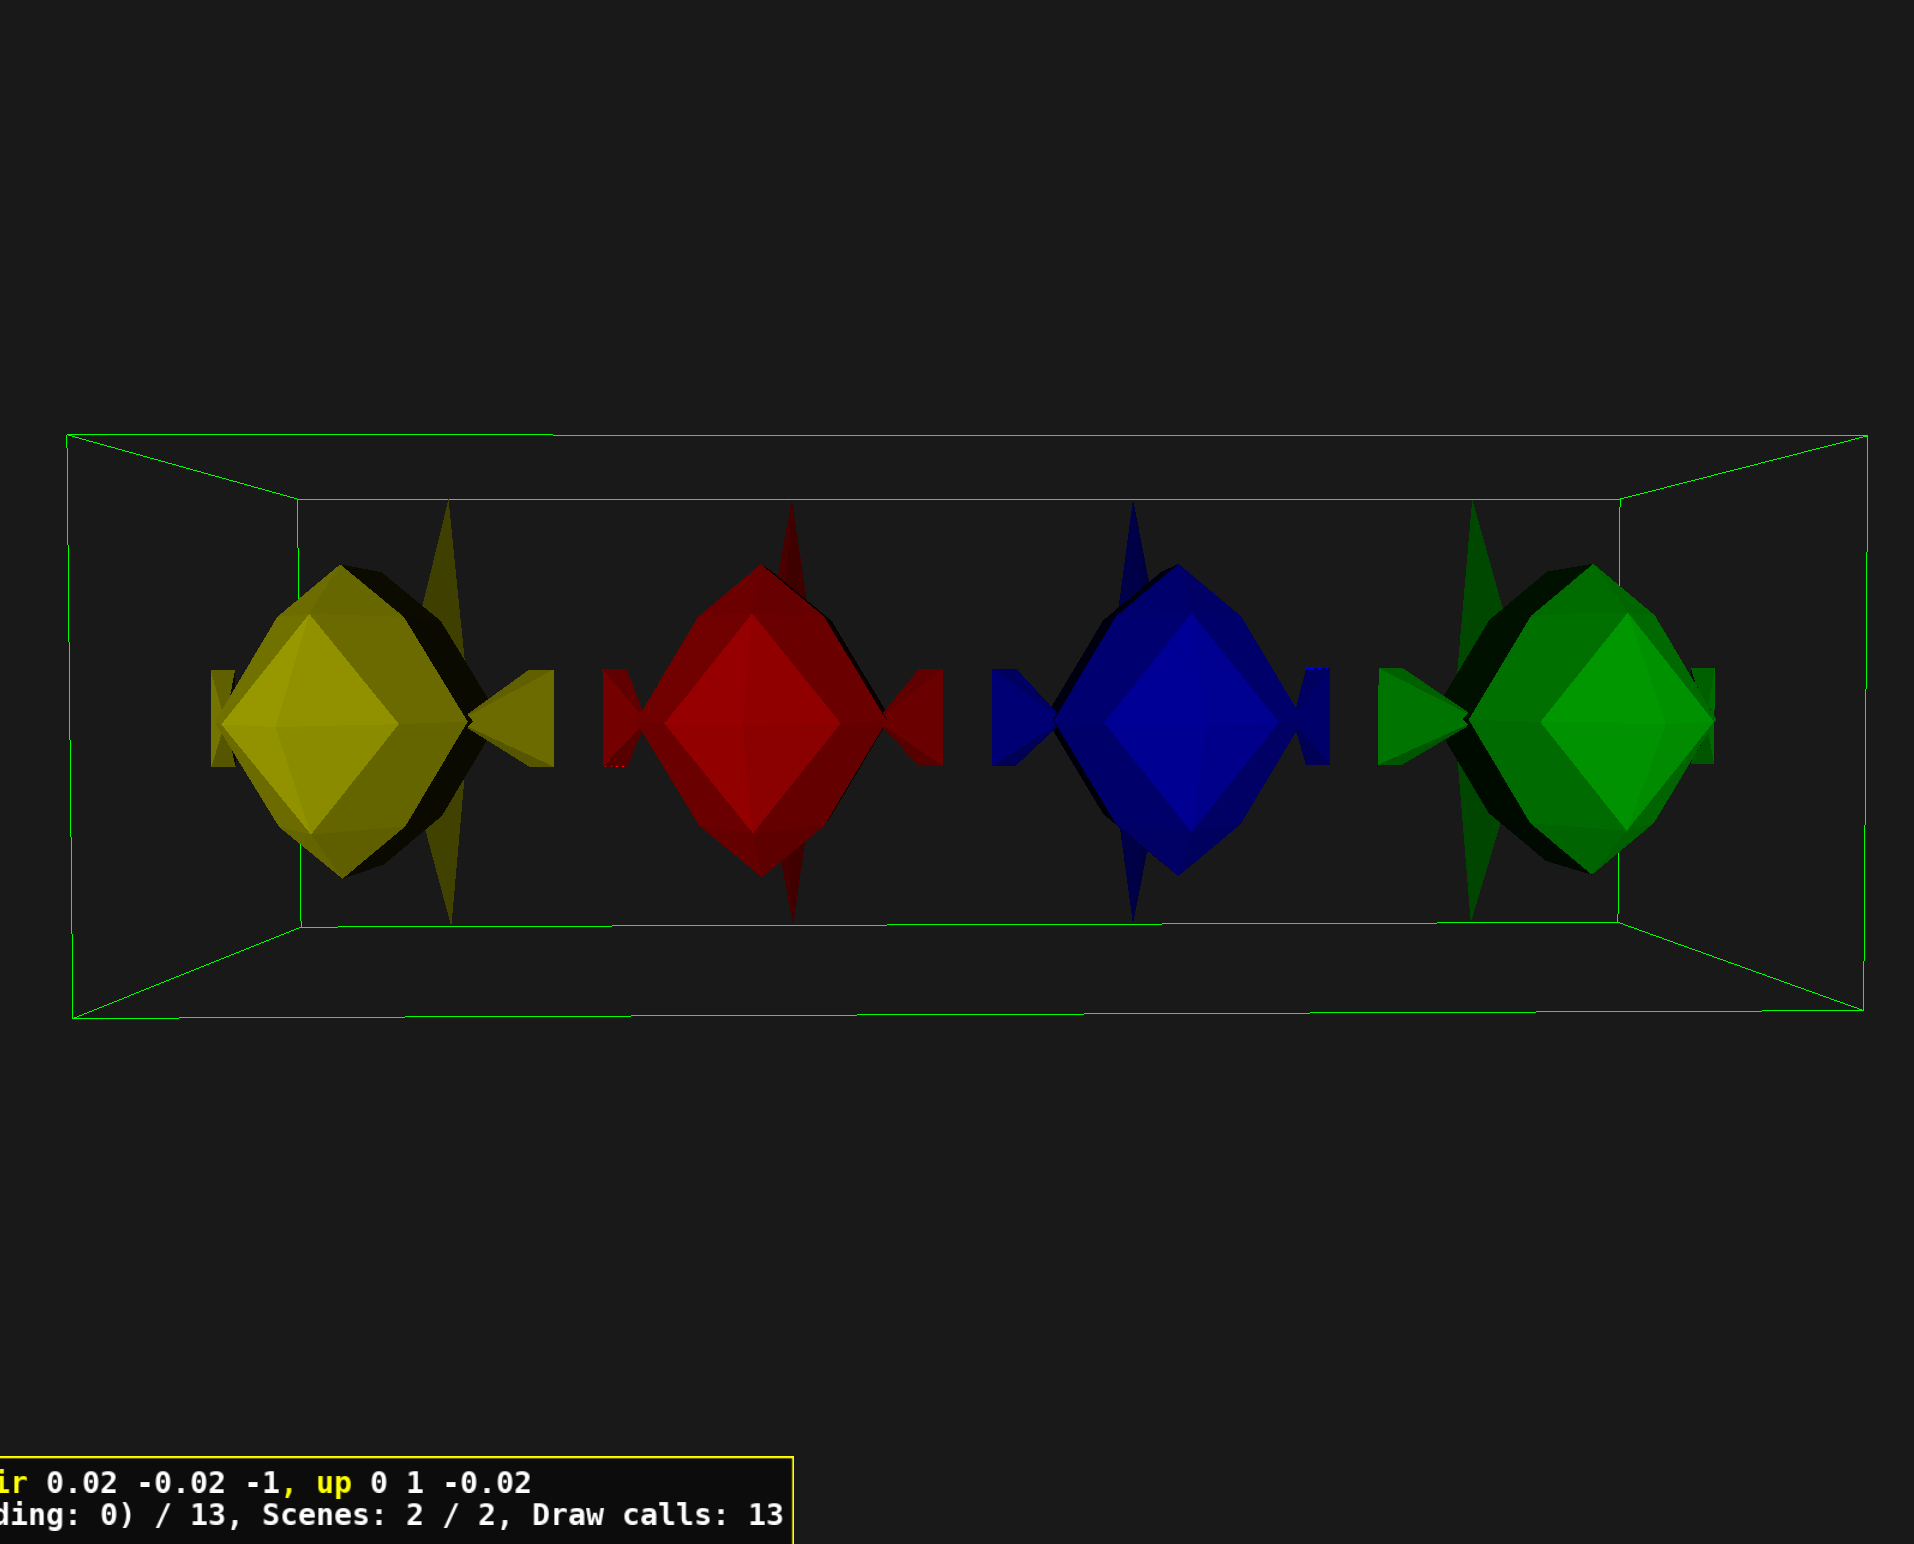 ir 0.02 -0.02 -1, up 0 1 -0.02
ding: 0) / 13, Scenes: 2 / 2, Draw calls: 13